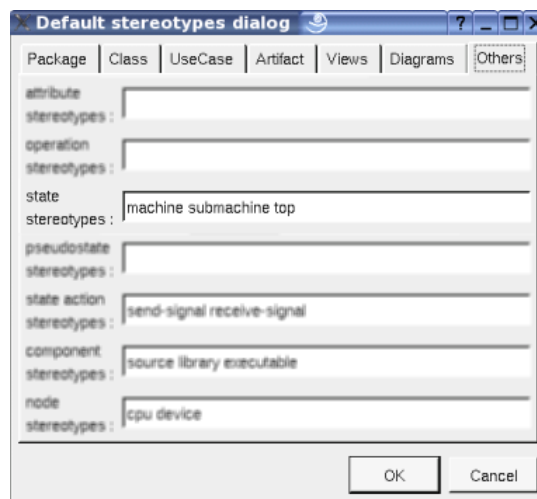 Default stereotypes dialog
Package Class UseCase Artifact Views Diagrams Others
attribute
stereotypes :
operation
stereotypes :
state
stereotypes : machine submachine top
pseudostate
stereotypes :
state action
stereotypes : send-signal receive-signal
component
stereotypes : source library executable
node
stereotypes : cpu device
OK Cancel